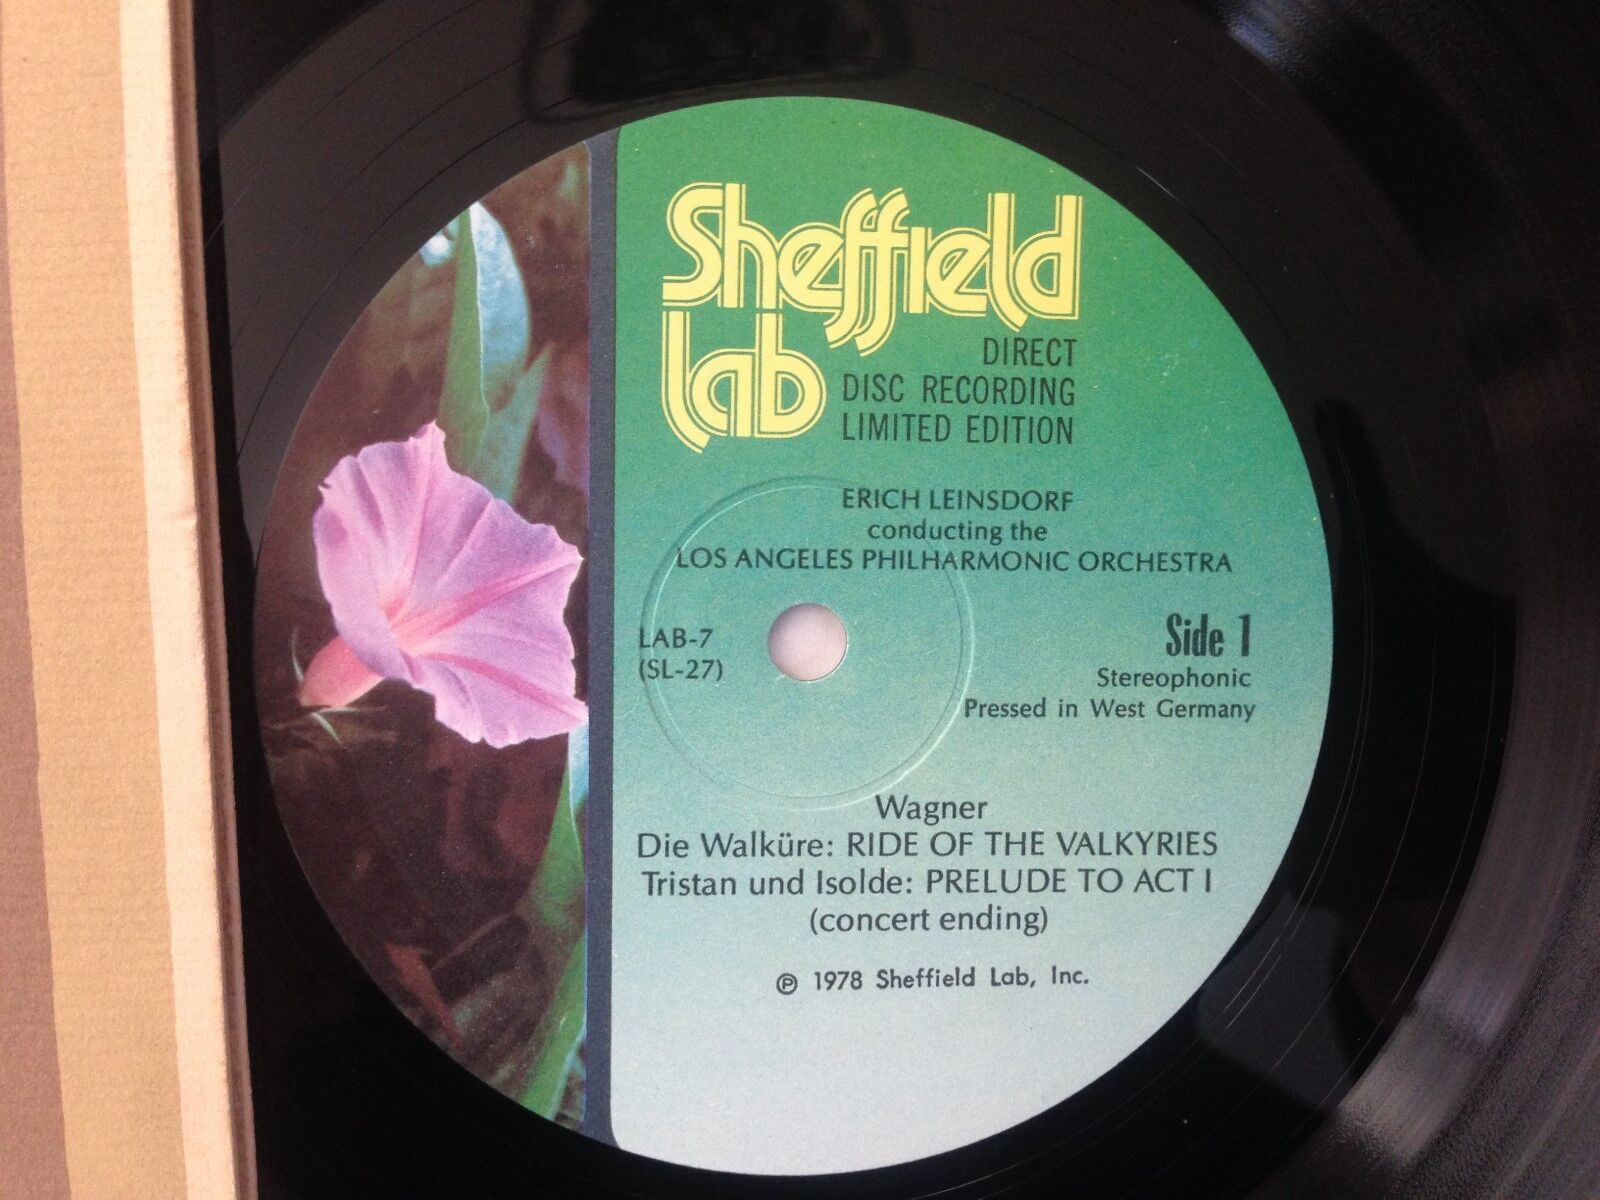 Sheffield
lab
DIRECT
DISC RECORDING
LIMITED EDITION
ERICH LEINSDORF
conducting the
LOS ANGELES PHILHARMONIC ORCHESTRA
LAB-7
(SL-27)
Side 1
Stereophonic
Pressed in West Germany
Wagner
Die Walküre: RIDE OF THE VALKYRIES
Tristan und Isolde: PRELUDE TO ACT I
(concert ending)
℗ 1978 Sheffield Lab, Inc.